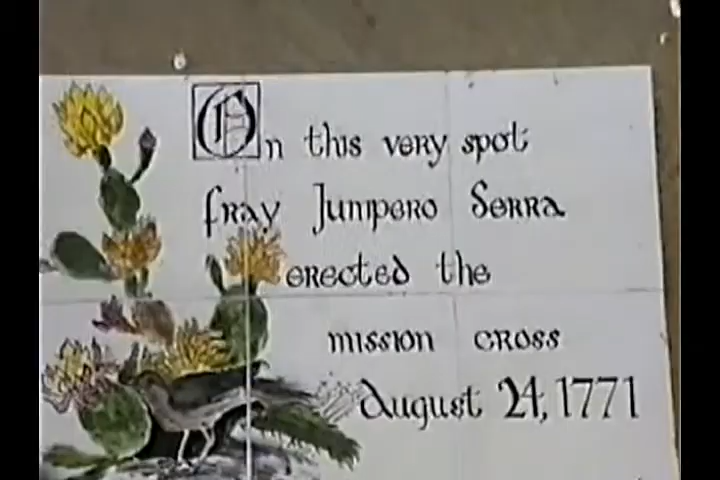 On this very spot
fray Junipero Serra
erected the
mission cross
August 24, 1771